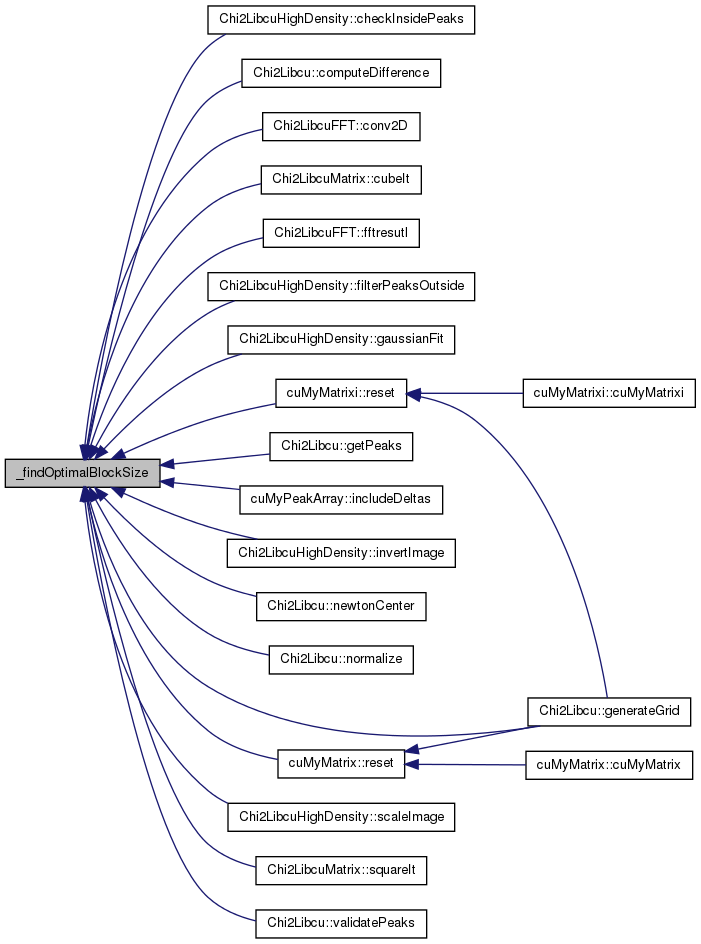 Chi2LibcuHighDensity::checkInsidePeaks
Chi2Libcu::computeDifference
Chi2LibcuFFT::conv2D
Chi2LibcuMatrix::cubeIt
Chi2LibcuFFT::fftresutl
Chi2LibcuHighDensity::filterPeaksOutside
Chi2LibcuHighDensity::gaussianFit
cuMyMatrixi::reset
cuMyMatrixi::cuMyMatrixi
Chi2Libcu::getPeaks
_findOptimalBlockSize
cuMyPeakArray::includeDeltas
Chi2LibcuHighDensity::invertImage
Chi2Libcu::newtonCenter
Chi2Libcu::normalize
Chi2Libcu::generateGrid
cuMyMatrix::reset
cuMyMatrix::cuMyMatrix
Chi2LibcuHighDensity::scaleImage
Chi2LibcuMatrix::squareIt
Chi2Libcu::validatePeaks